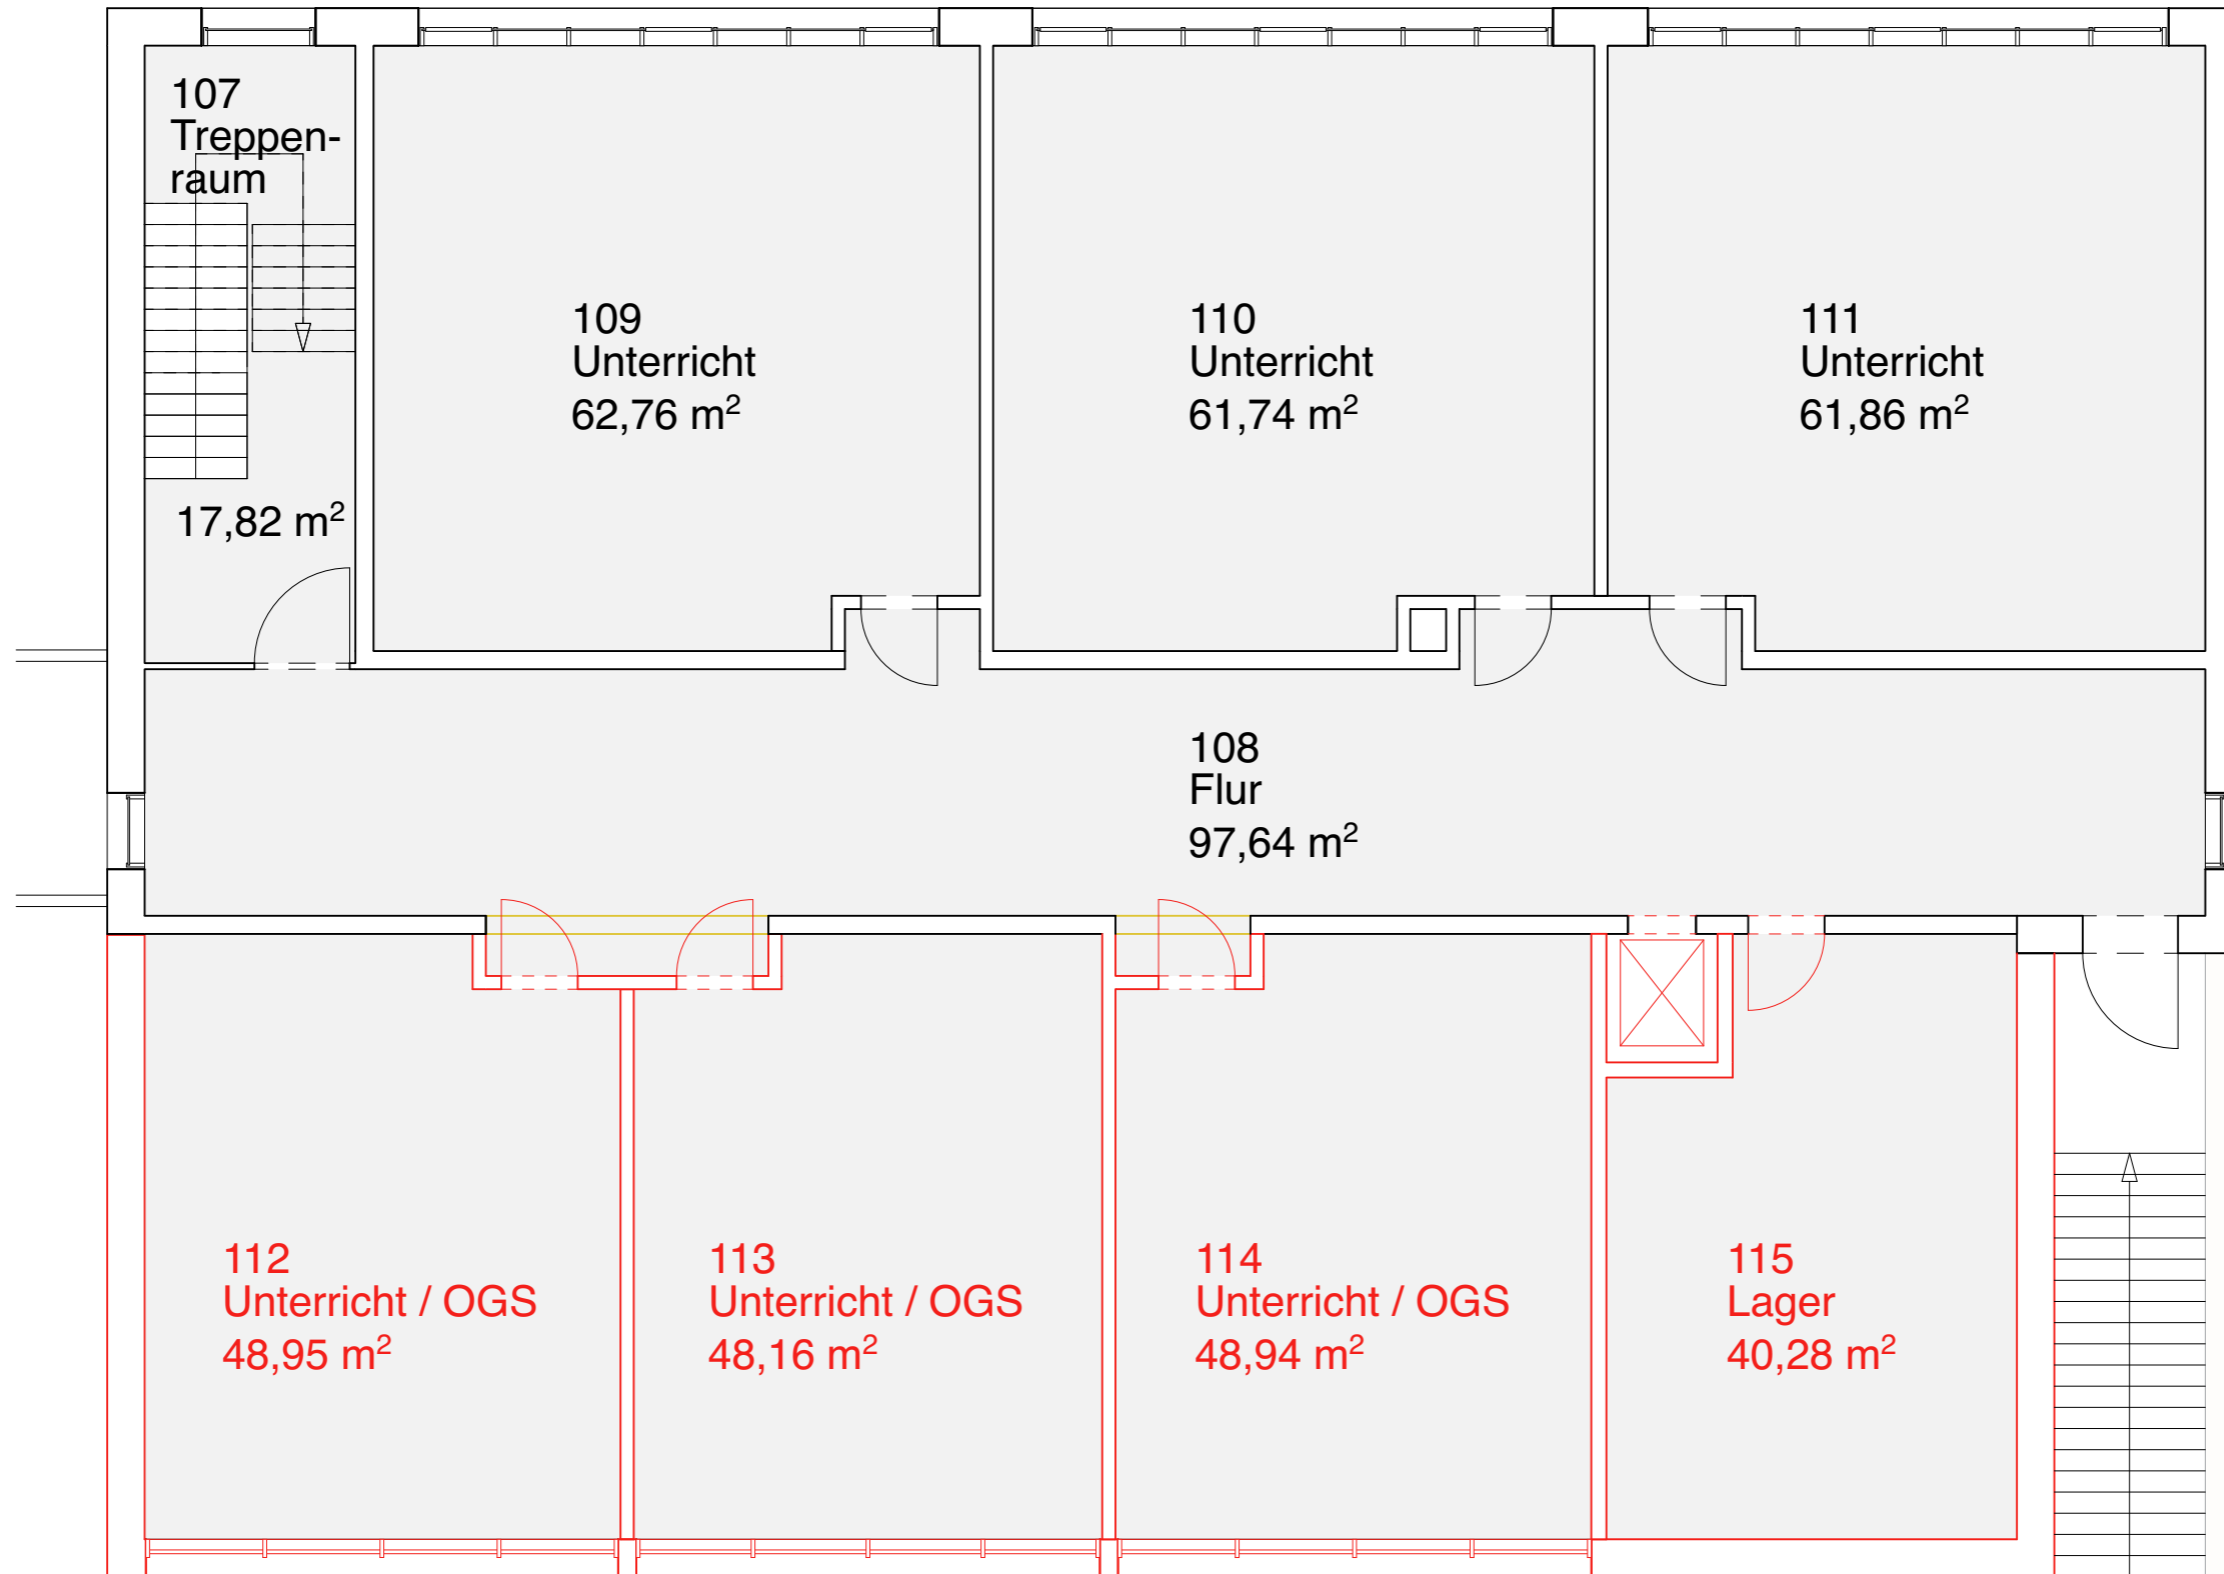 107
Treppen-
raum
17,82 m²
109
Unterricht
62,76 m²
110
Unterricht
61,74 m²
111
Unterricht
61,86 m²
108
Flur
97,64 m²
112
Unterricht / OGS
48,95 m²
113
Unterricht / OGS
48,16 m²
114
Unterricht / OGS
48,94 m²
115
Lager
40,28 m²